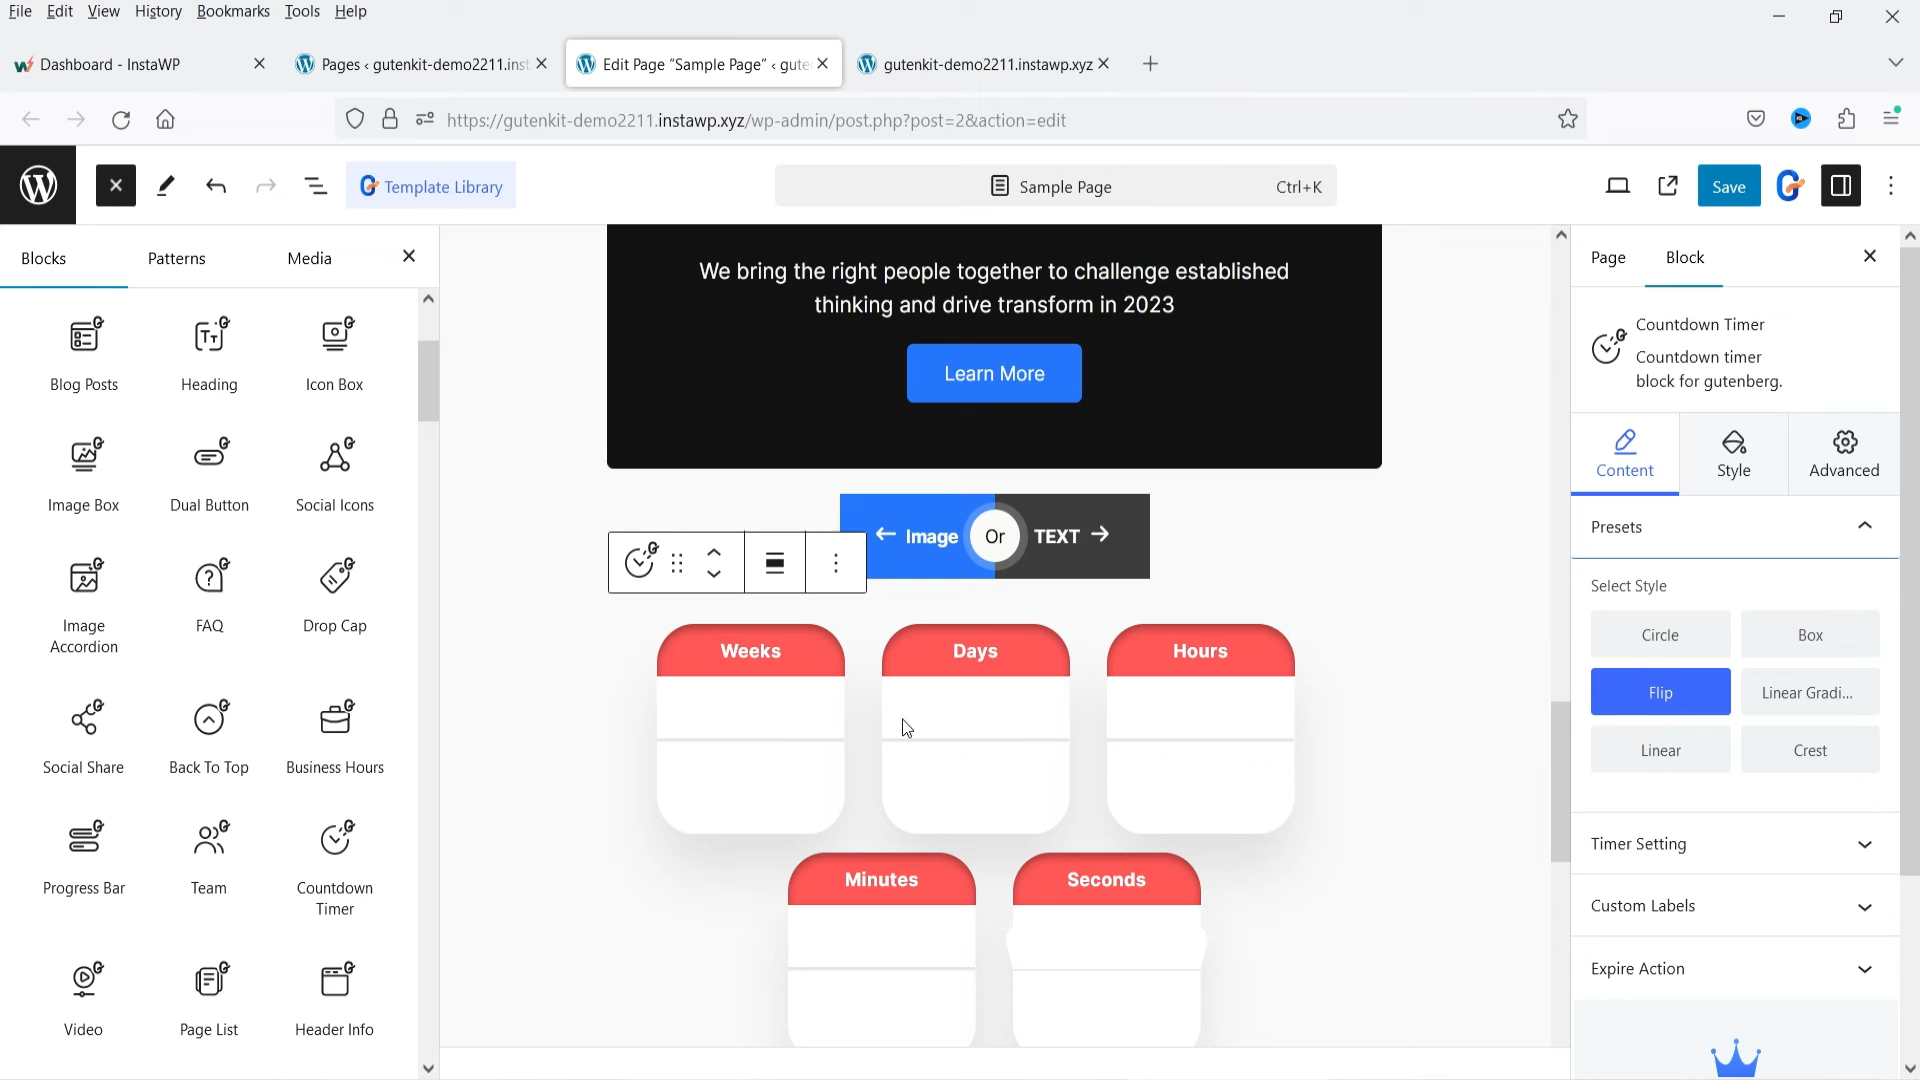 File Edit View History Bookmarks Tools Help
Dashboard - InstaWP
Pages ‹ gutenkit-demo2211.inst
Edit Page “Sample Page” ‹ gute
gutenkit-demo2211.instawp.xyz
https://gutenkit-demo2211.instawp.xyz/wp-admin/post.php?post=2&action=edit
Template Library
Sample Page
Ctrl+K
Save
Blocks
Patterns
Media
Blog Posts
Heading
Icon Box
Image Box
Dual Button
Social Icons
Image
Accordion
FAQ
Drop Cap
Social Share
Back To Top
Business Hours
Progress Bar
Team
Countdown
Timer
Video
Page List
Header Info
We bring the right people together to challenge established
thinking and drive transform in 2023
Learn More
Image
Or
TEXT
Weeks
Days
Hours
Minutes
Seconds
Page
Block
Countdown Timer
Countdown timer
block for gutenberg.
Content
Style
Advanced
Presets
Select Style
Circle
Box
Flip
Linear Gradi...
Linear
Crest
Timer Setting
Custom Labels
Expire Action